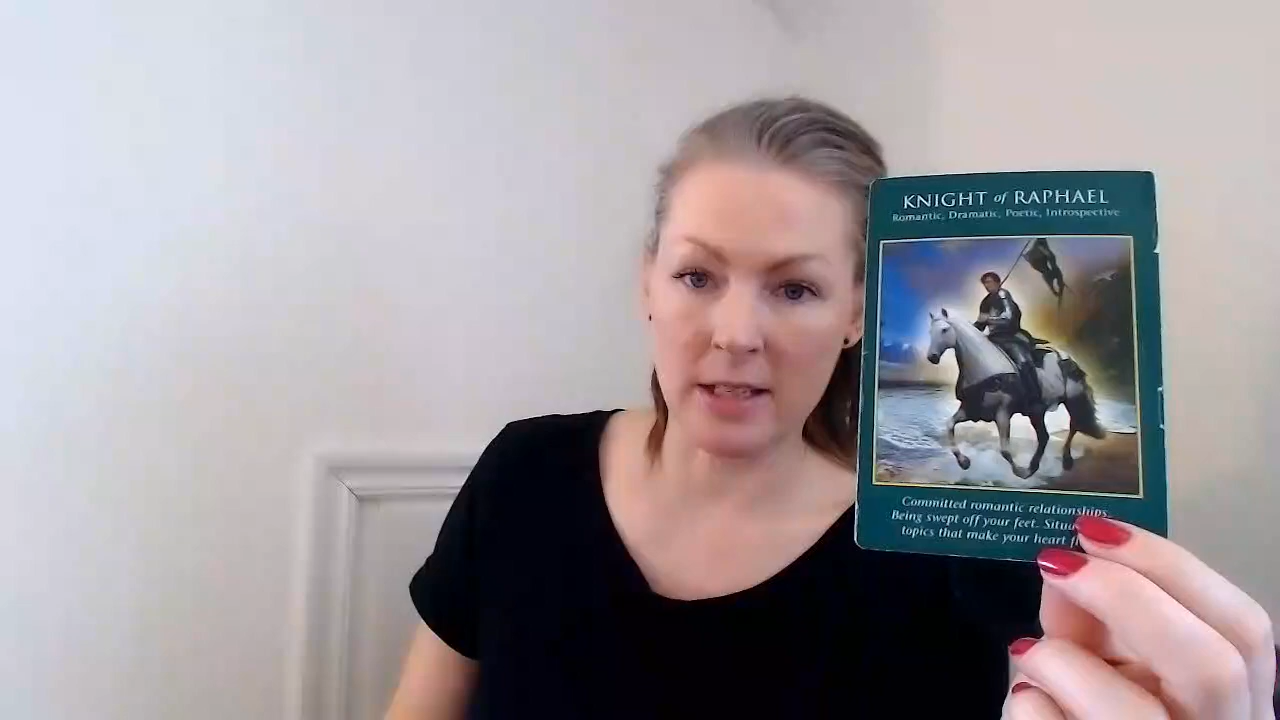 KNIGHT of RAPHAEL
Romantic, Dramatic, Poetic, Introspective
Committed romantic relationships.
Being swept off your feet.
topics that make your heart